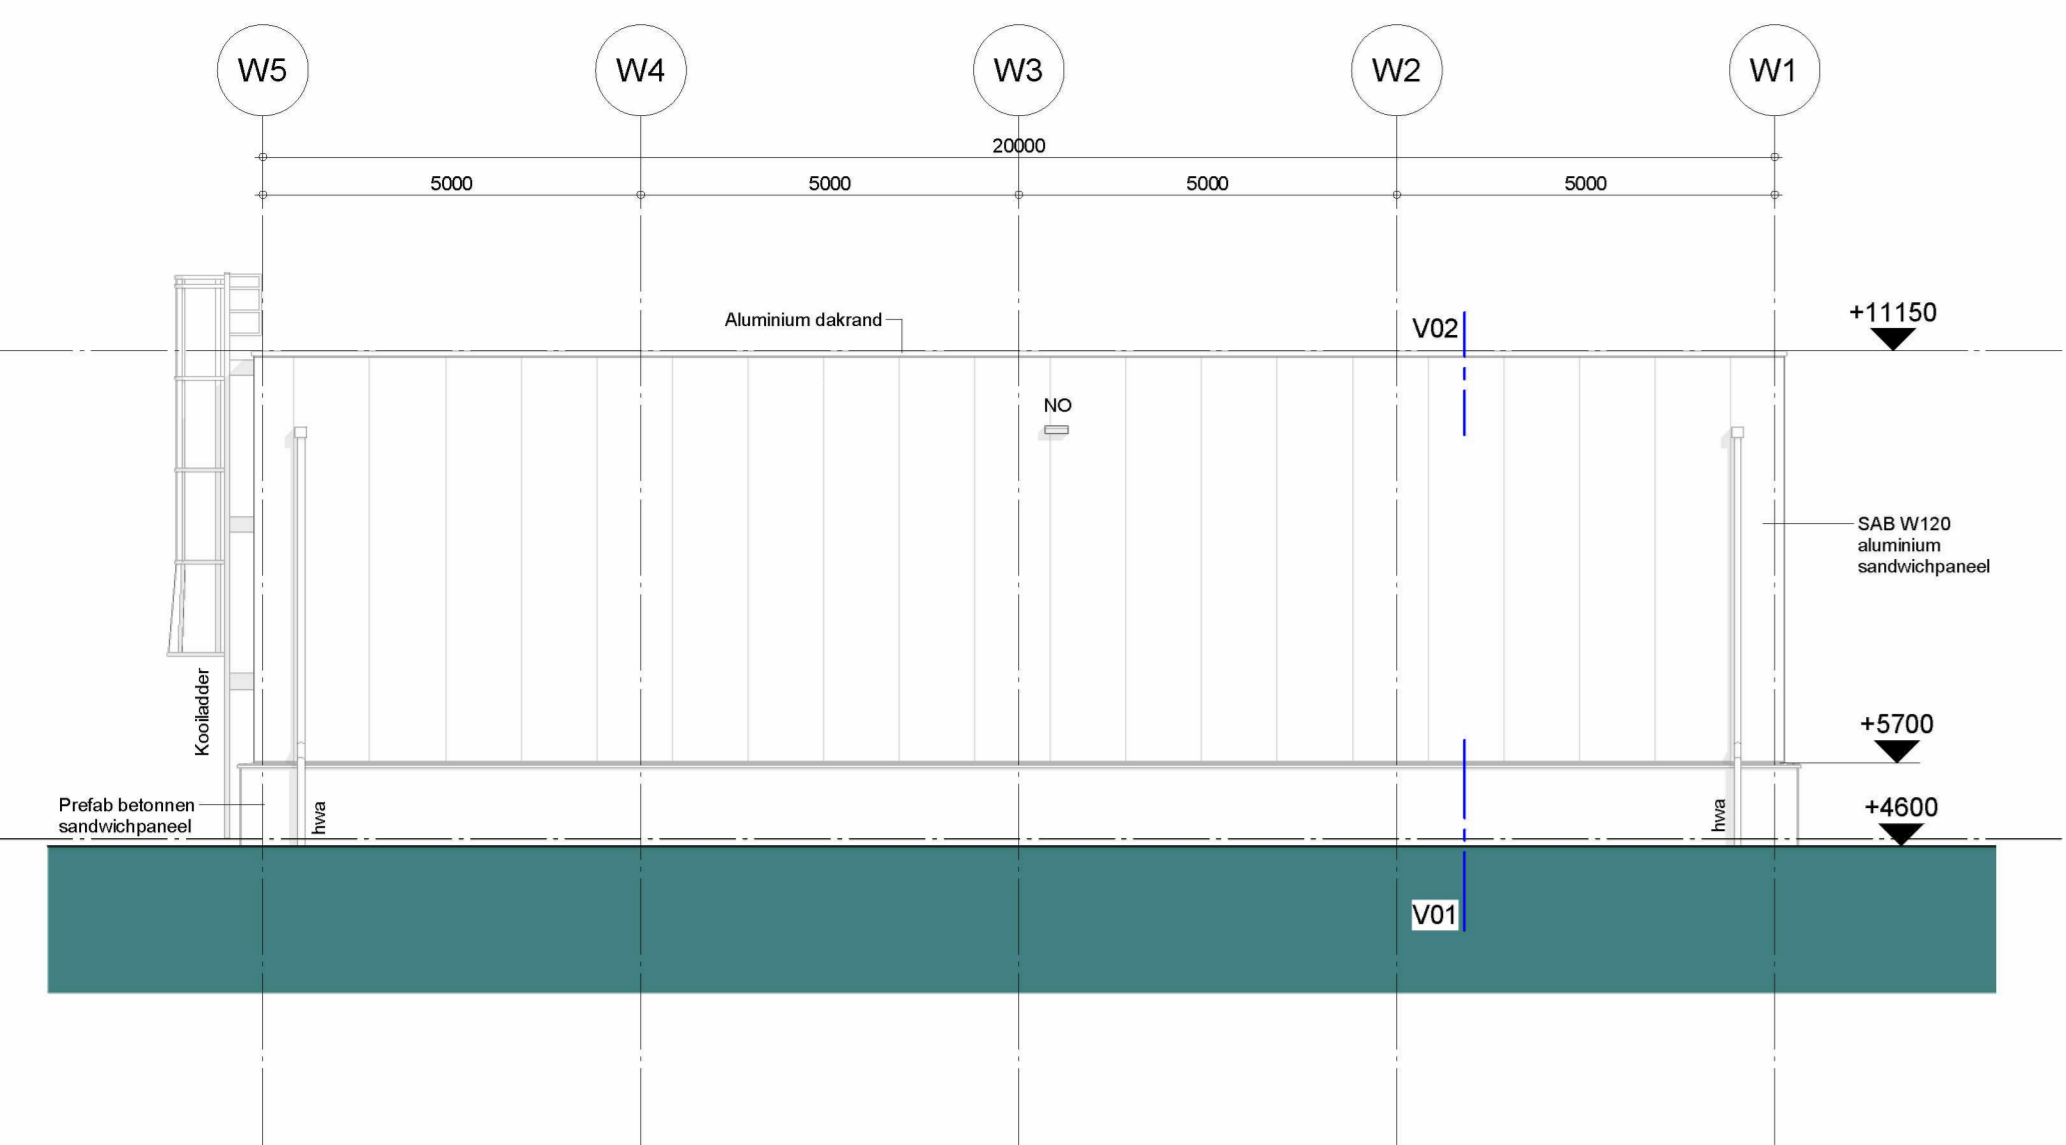 W5
W4
W3
W2
W1
20000
5000
5000
5000
5000
Aluminium dakrand
V02
+11150
NO
SAB W120
aluminium
sandwichpaneel
Kooiladder
+5700
Prefab betonnen
sandwichpaneel
hwa
hwa
+4600
V01